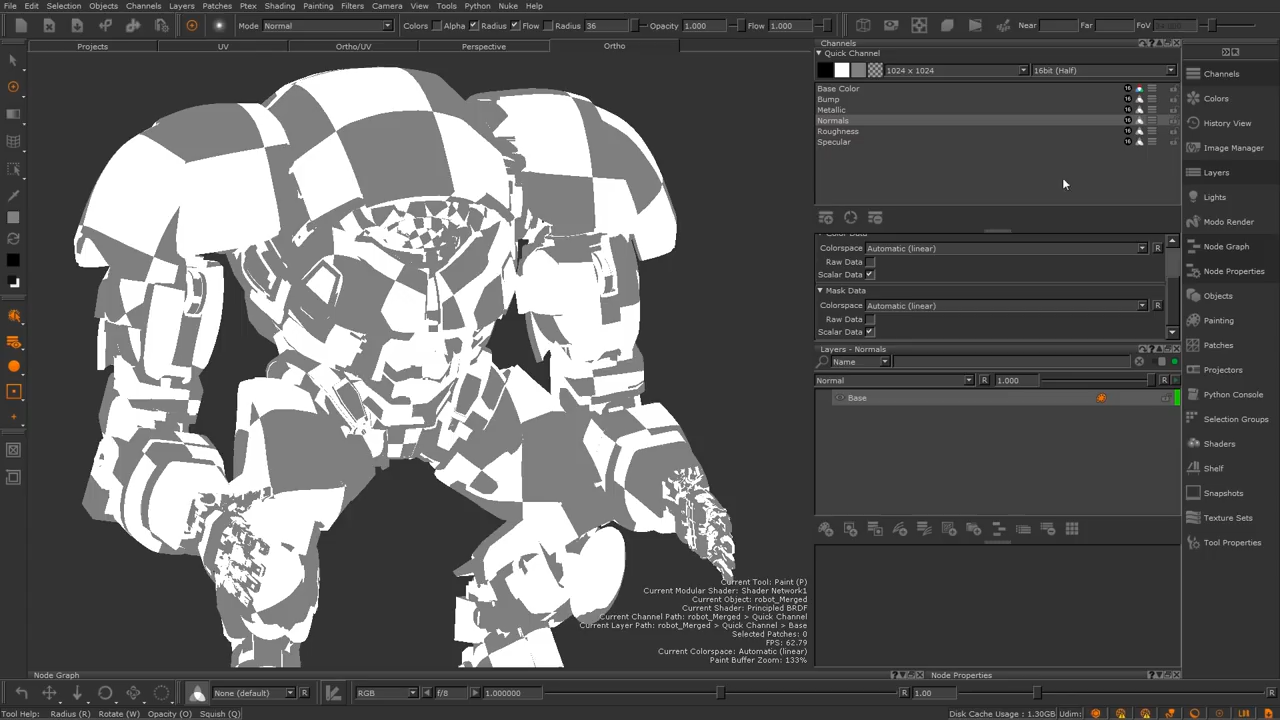 File Edit Selection Objects Channels Layers Patches Ptex Shading Painting Filters Camera View Tools Python Nuke Help
Mode Normal Colors Alpha Radius Flow Radius 36 Opacity 1.000 Flow 1.000 Near Far FoV
Projects UV Ortho/UV Perspective Ortho
Channels
Quick Channel
1024 x 1024 16bit (Half)
Base Color
Bump
Metallic
Normals
Roughness
Specular
Colorspace Automatic (linear) R
Raw Data
Scalar Data
Mask Data
Colorspace Automatic (linear) R
Raw Data
Scalar Data
Layers - Normals
Name
Normal R 1.000 R
Base
Channels
Colors
History View
Image Manager
Layers
Lights
Modo Render
Node Graph
Node Properties
Objects
Painting
Patches
Projectors
Python Console
Selection Groups
Shaders
Shelf
Snapshots
Texture Sets
Tool Properties
Current Tool: Paint (P)
Current Modular Shader: Shader Network1
Current Object: robot_Merged
Current Shader: Principled BRDF
Current Channel Path: robot_Merged > Quick Channel
Current Layer Path: robot_Merged > Quick Channel > Base
Selected Patches: 0
FPS: 62.79
Current Colorspace: Automatic (linear)
Paint Buffer Zoom: 133%
Node Graph Node Properties
None (default) R RGB f/8 1.000000 R 1.00 R
Tool Help: Radius (R) Rotate (W) Opacity (O) Squish (Q) Disk Cache Usage : 1.30GB Udim: